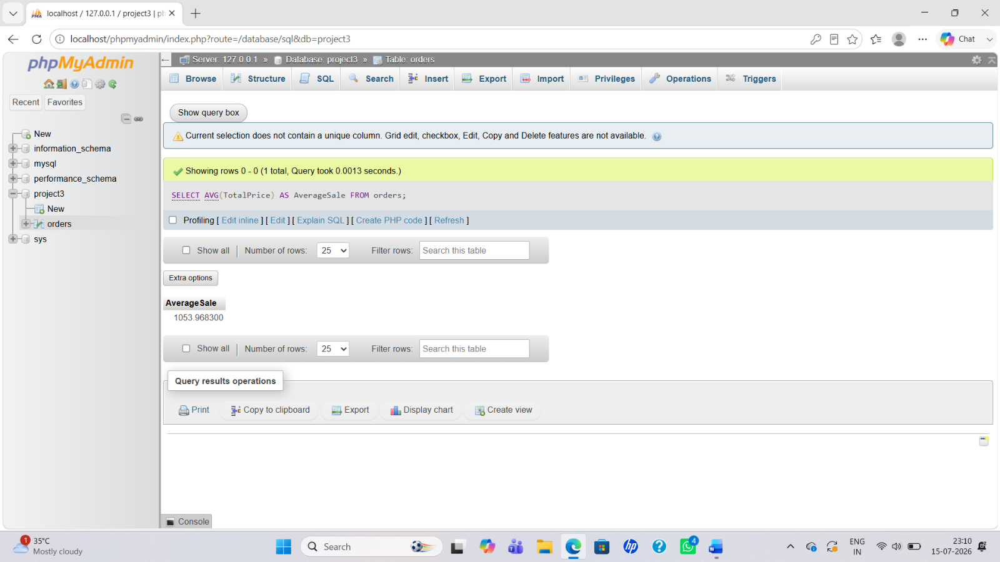 localhost / 127.0.0.1 / project3 | ph
localhost/phpmyadmin/index.php?route=/database/sql&db=project3
Chat
phpMyAdmin
Recent
Favorites
New
information_schema
mysql
performance_schema
project3
New
orders
sys
Server: 127.0.0.1 » Database: project3 » Table: orders
Browse
Structure
SQL
Search
Insert
Export
Import
Privileges
Operations
Triggers
Show query box
Current selection does not contain a unique column. Grid edit, checkbox, Edit, Copy and Delete features are not available.
Showing rows 0 - 0 (1 total, Query took 0.0013 seconds.)
SELECT AVG(TotalPrice) AS AverageSale FROM orders;
Profiling [ Edit inline ] [ Edit ] [ Explain SQL ] [ Create PHP code ] [ Refresh ]
Show all | Number of rows: 25 Filter rows: Search this table
Extra options
AverageSale
1053.968300
Show all | Number of rows: 25 Filter rows: Search this table
Query results operations
Print
Copy to clipboard
Export
Display chart
Create view
Console
1
35°C
Mostly cloudy
Search
4
ENG
IN
23:10
15-07-2026